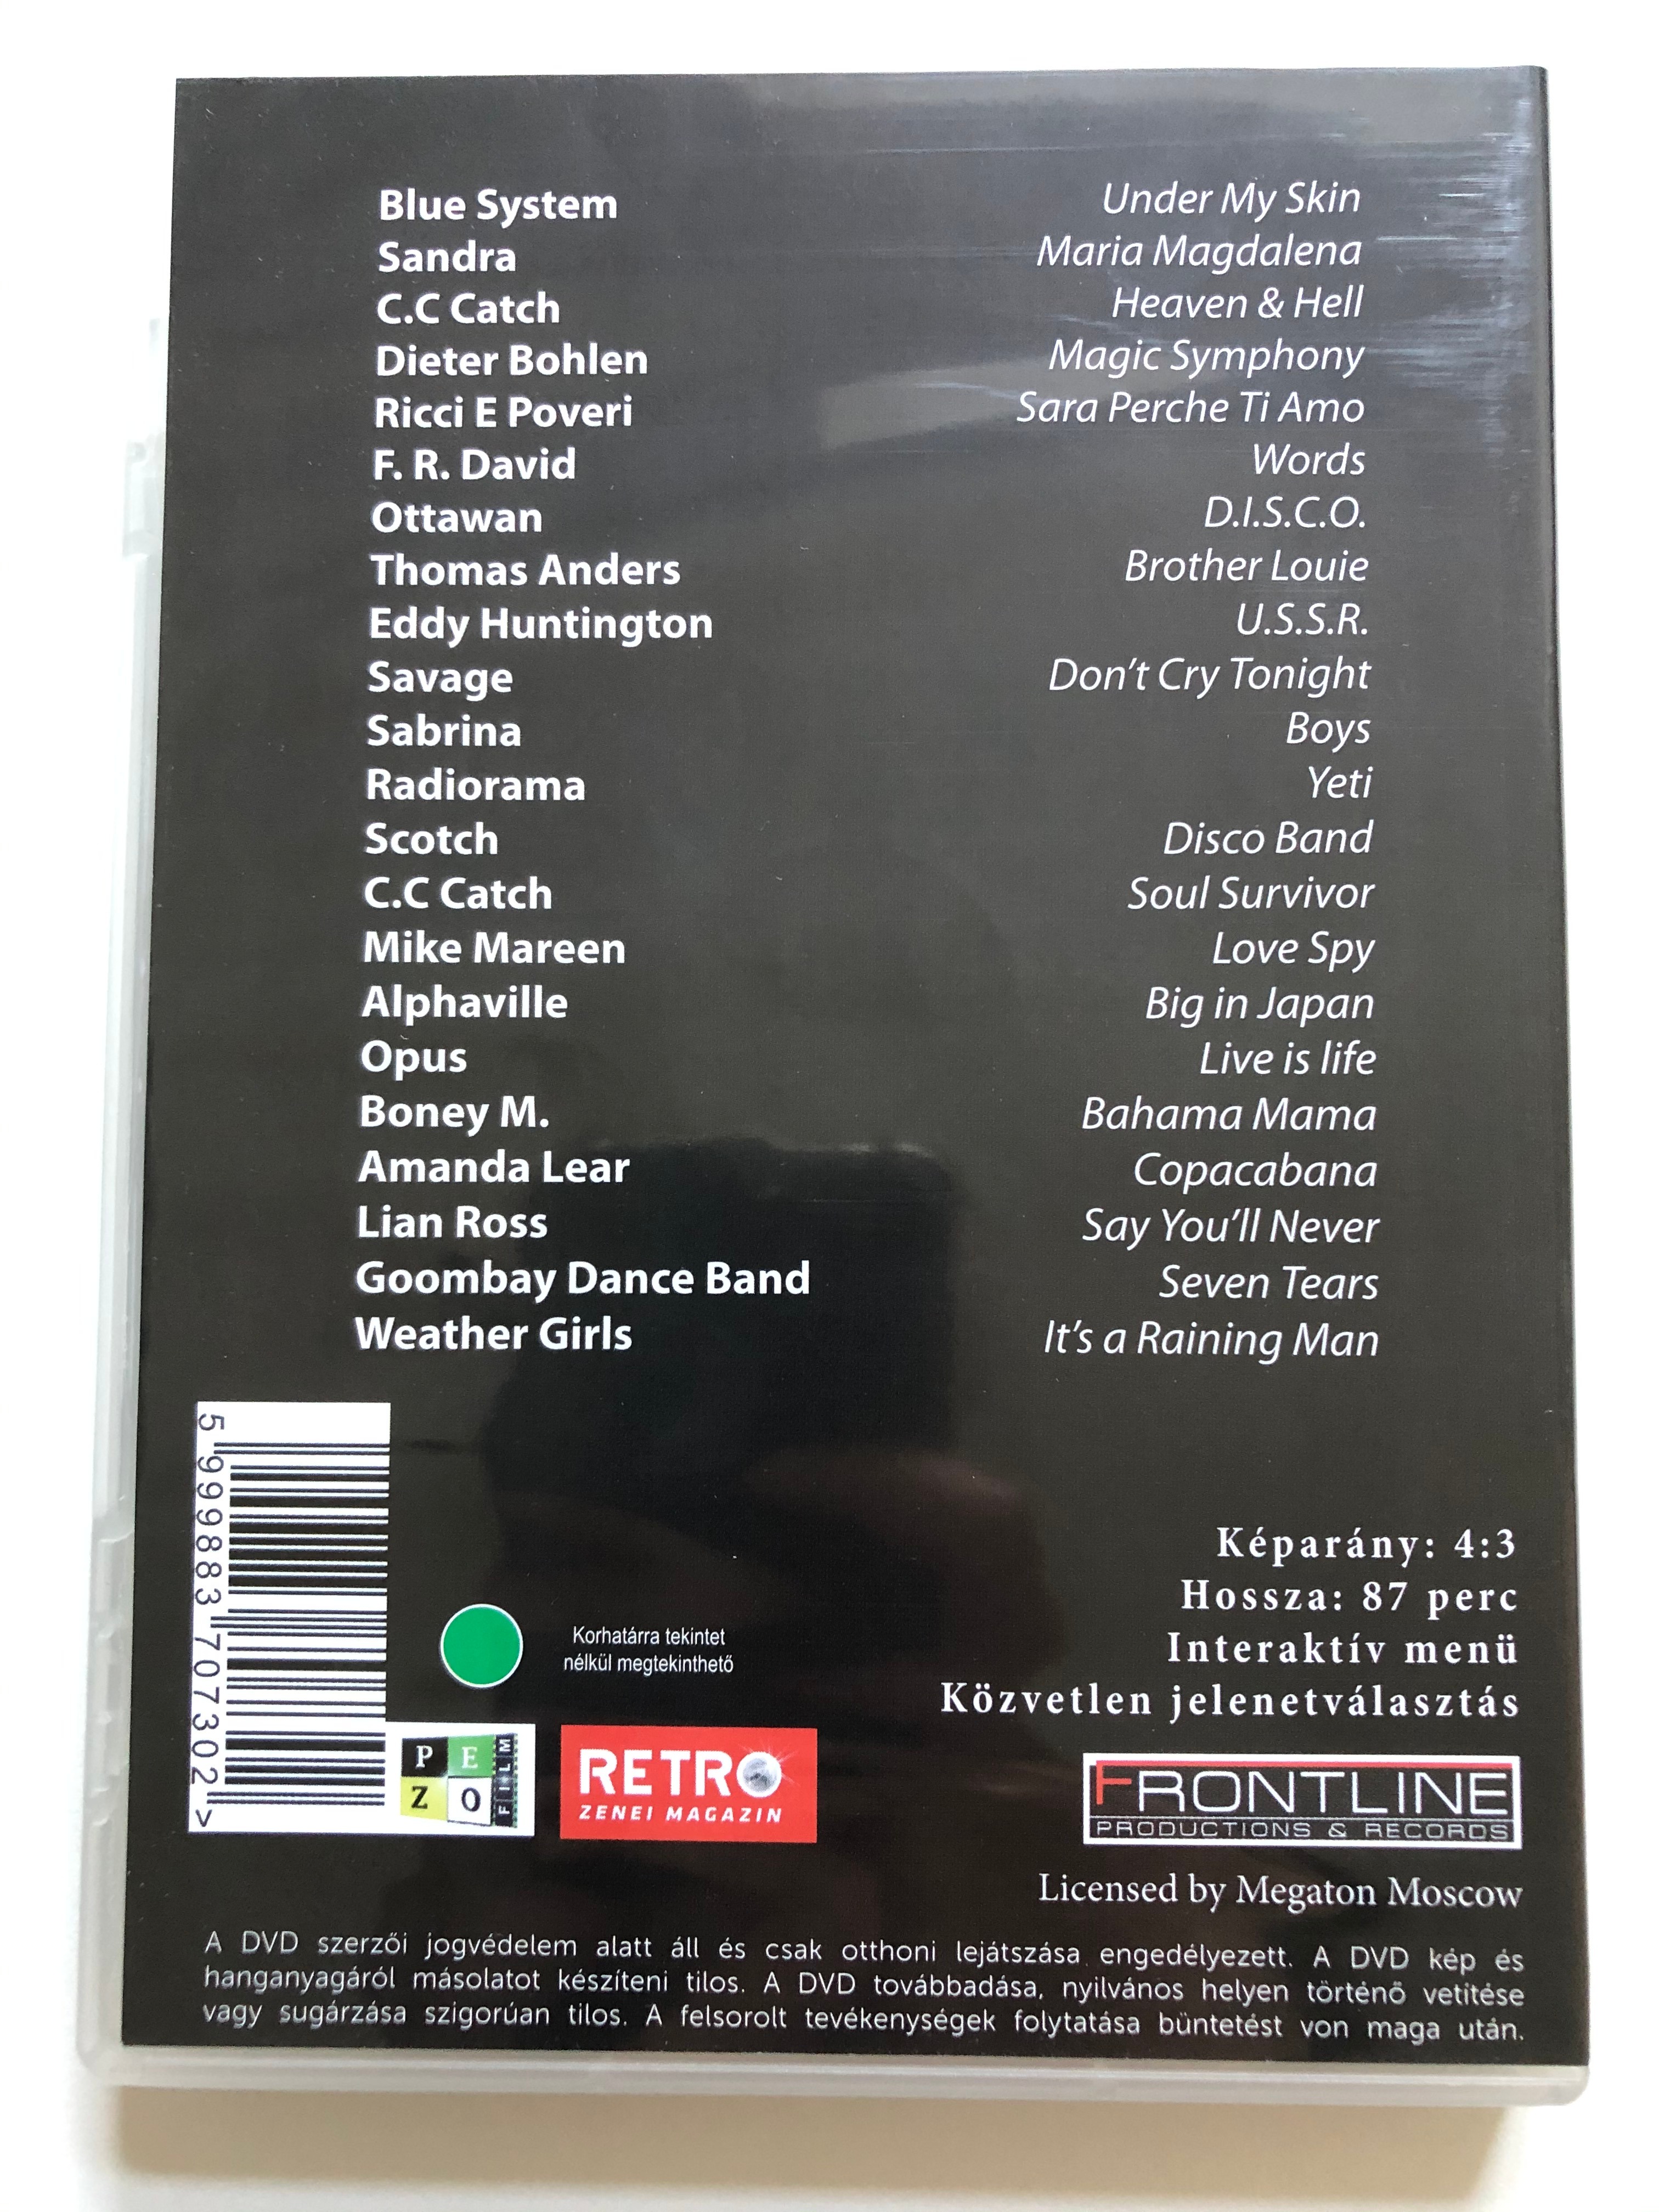 Blue System Under My Skin
Sandra Maria Magdalena
C.C Catch Heaven & Hell
Dieter Bohlen Magic Symphony
Ricci E Poveri Sara Perche Ti Amo
F. R. David Words
Ottawan D.I.S.C.O.
Thomas Anders Brother Louie
Eddy Huntington U.S.S.R.
Savage Don't Cry Tonight
Sabrina Boys
Radiorama Yeti
Scotch Disco Band
C.C Catch Soul Survivor
Mike Mareen Love Spy
Alphaville Big in Japan
Opus Live is life
Boney M. Bahama Mama
Amanda Lear Copacabana
Lian Ross Say You'll Never
Goombay Dance Band Seven Tears
Weather Girls It's a Raining Man
5 999883 707302 >
Korhatárra tekintet
nélkül megtekinthető
Képarány: 4:3
Hossza: 87 perc
Interaktív menü
Közvetlen jelenetválasztás
PEZO FILM
RETRO
ZENEI MAGAZIN
FRONTLINE
PRODUCTIONS & RECORDS
Licensed by Megaton Moscow
A DVD szerzői jogvédelem alatt áll és csak otthoni lejátszása engedélyezett. A DVD kép és
hanganyagáról másolatot készíteni tilos. A DVD továbbadása, nyilvános helyen történő vetitése
vagy sugárzása szigorúan tilos. A felsorolt tevékenységek folytatása büntetést von maga után.